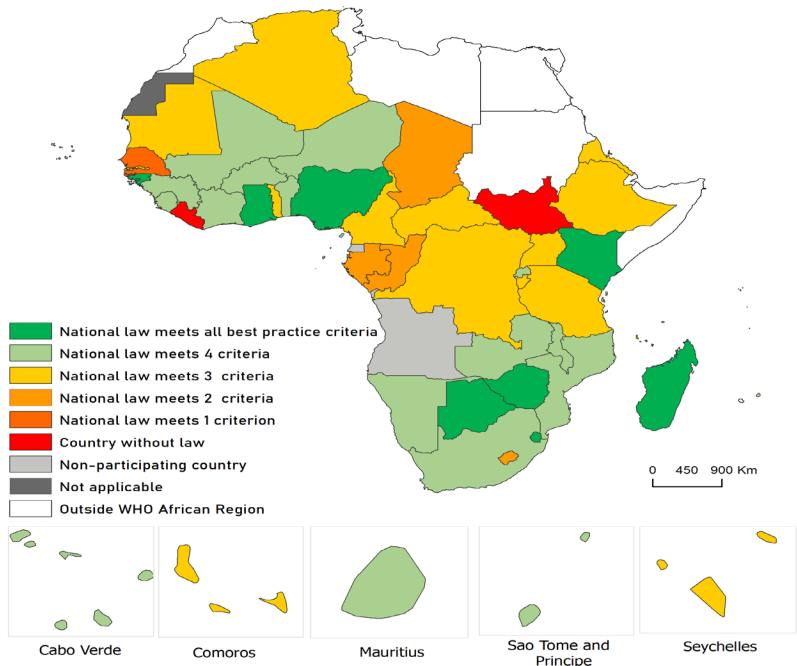 National law meets all best practice criteria
National law meets 4 criteria
National law meets 3 criteria
National law meets 2 criteria
National law meets 1 criterion
Country without law
Non-participating country
Not applicable
Outside WHO African Region
0 450 900 Km
Cabo Verde
Comoros
Mauritius
Sao Tome and
Principe
Seychelles